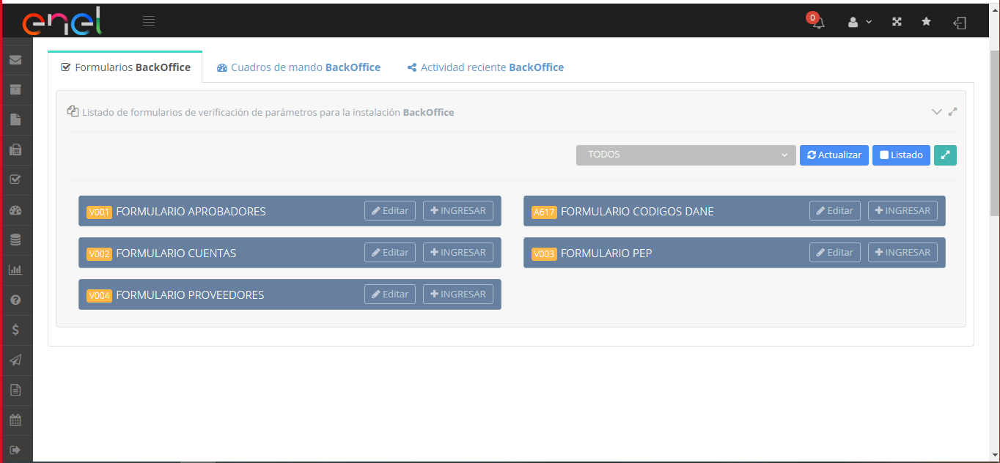 enel
0
Formularios BackOffice
Cuadros de mando BackOffice
Actividad reciente BackOffice
Listado de formularios de verificación de parámetros para la instalación BackOffice
TODOS
Actualizar
Listado
V001 FORMULARIO APROBADORES Editar INGRESAR
A617 FORMULARIO CODIGOS DANE Editar INGRESAR
V002 FORMULARIO CUENTAS Editar INGRESAR
V003 FORMULARIO PEP Editar INGRESAR
V004 FORMULARIO PROVEEDORES Editar INGRESAR